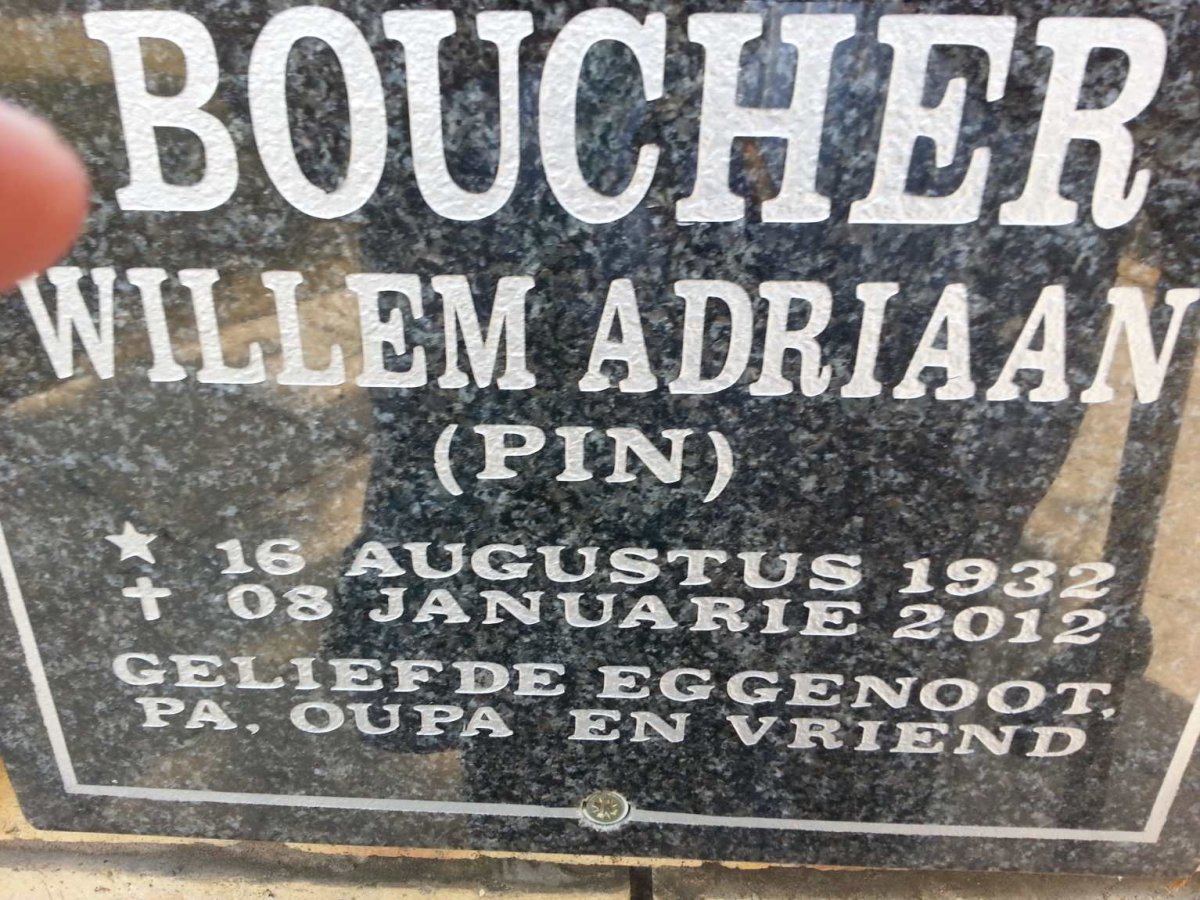 BOUCHER
WILLEM ADRIAAN
(PIN)
★ 16 AUGUSTUS 1932
✝ 08 JANUARIE 2012
GELIEFDE EGGENOOT,
PA, OUPA EN VRIEND